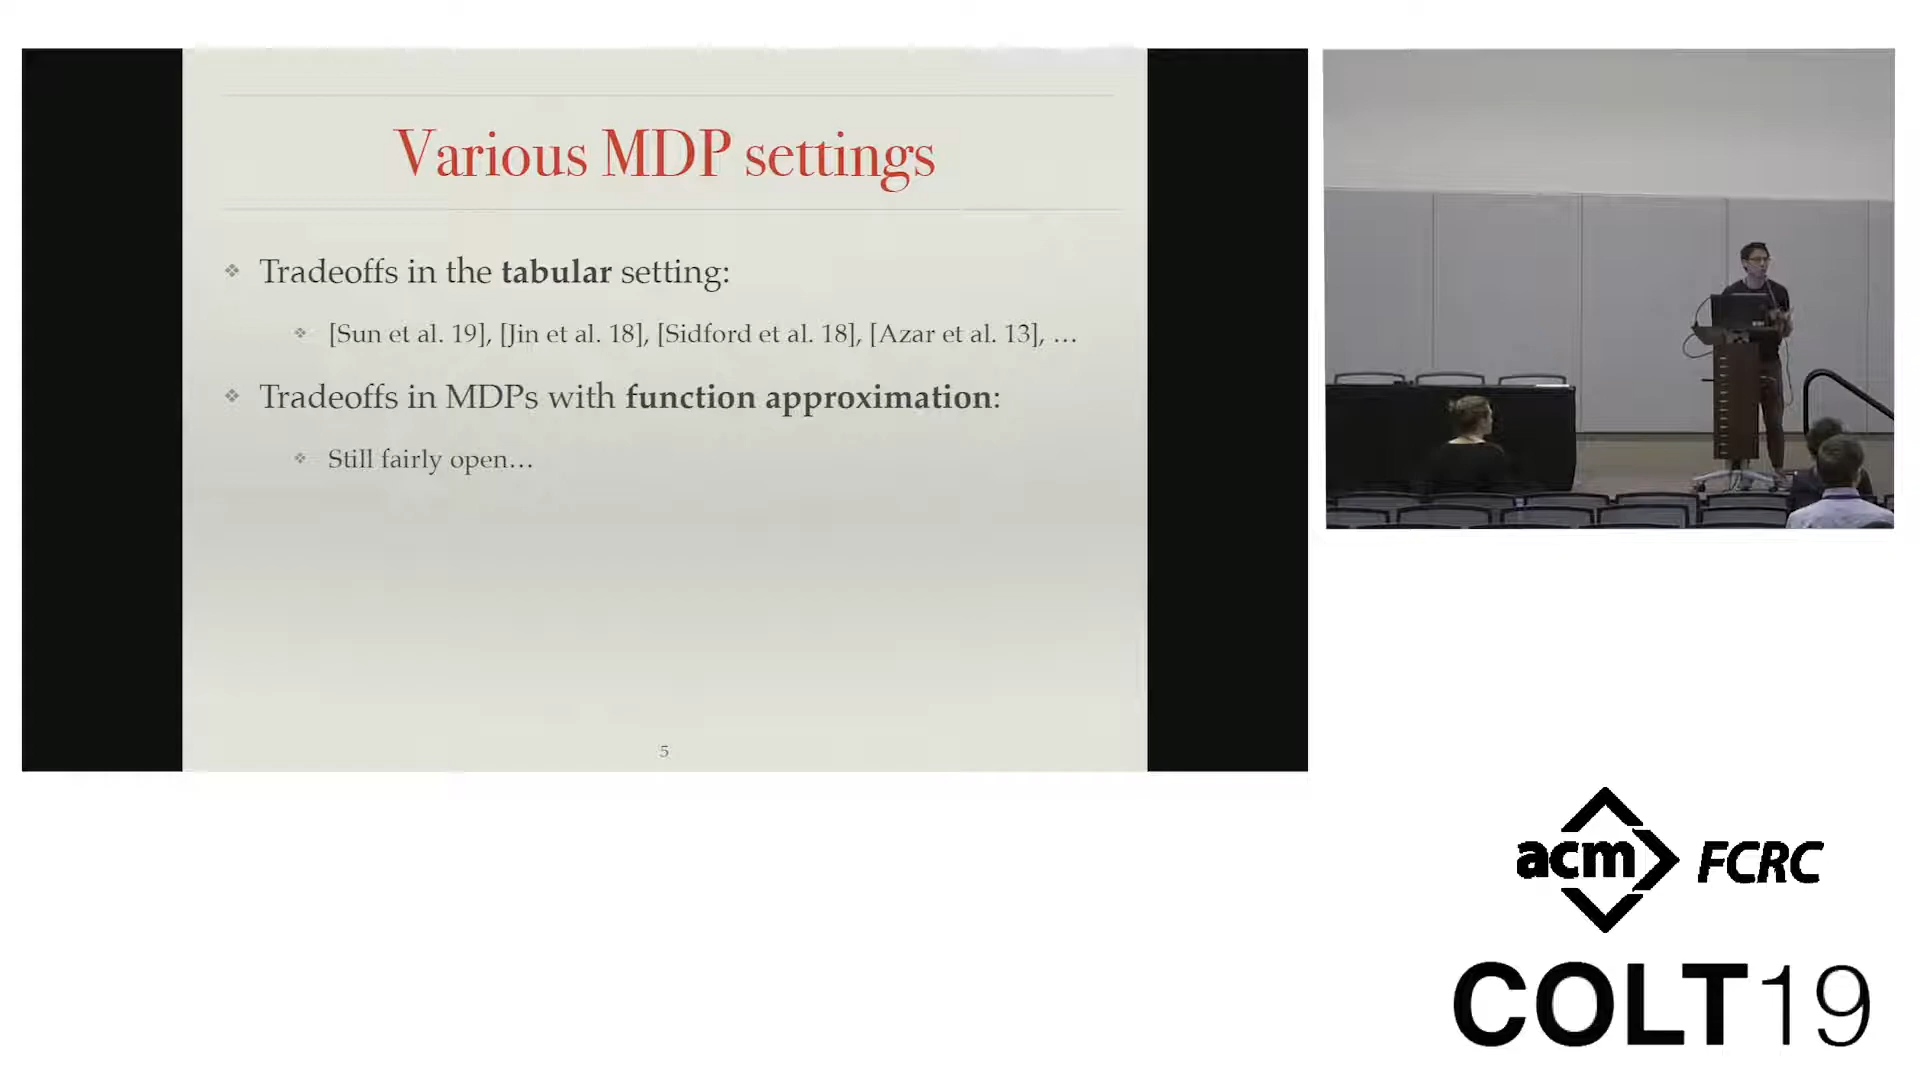 Various MDP settings
❖ Tradeoffs in the tabular setting:
❖ [Sun et al. 19], [Jin et al. 18], [Sidford et al. 18], [Azar et al. 13], …
❖ Tradeoffs in MDPs with function approximation:
❖ Still fairly open…
5
acm FCRC
COLT19